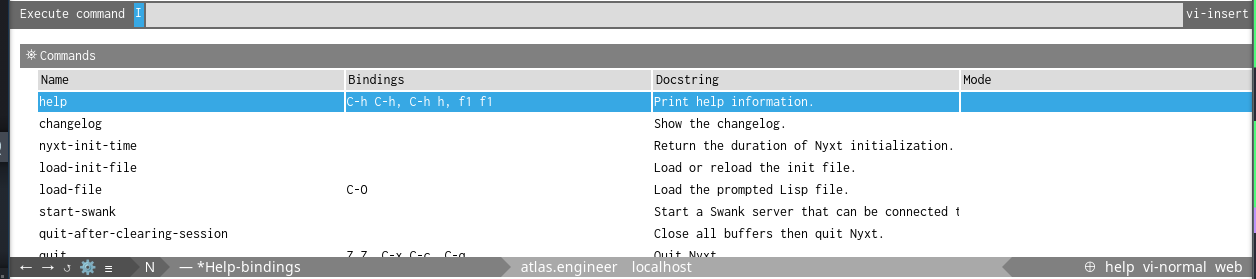 Execute command I vi-insert
Commands
Name Bindings Docstring Mode
help C-h C-h, C-h h, f1 f1 Print help information.
changelog Show the changelog.
nyxt-init-time Return the duration of Nyxt initialization.
load-init-file Load or reload the init file.
load-file C-O Load the prompted Lisp file.
start-swank Start a Swank server that can be connected t
quit-after-clearing-session Close all buffers then quit Nyxt.
quit Z Z, C-x C-c, C-q Quit Nyxt.
N — *Help-bindings atlas.engineer localhost help vi-normal web